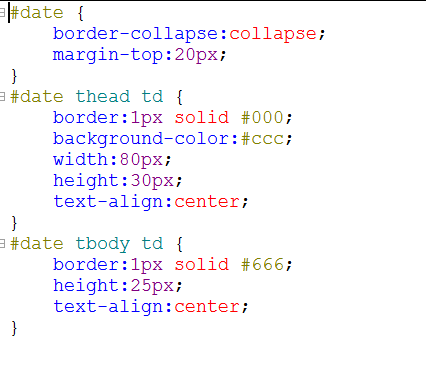 #date {
    border-collapse:collapse;
    margin-top:20px;
}
#date thead td {
    border:1px solid #000;
    background-color:#ccc;
    width:80px;
    height:30px;
    text-align:center;
}
#date tbody td {
    border:1px solid #666;
    height:25px;
    text-align:center;
}